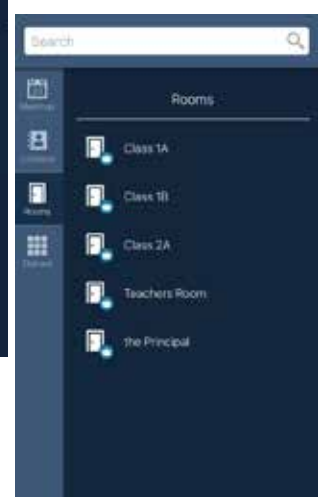 Search
Rooms
Class 1A
Class 1B
Class 2A
Rooms
Teachers Room
the Principal